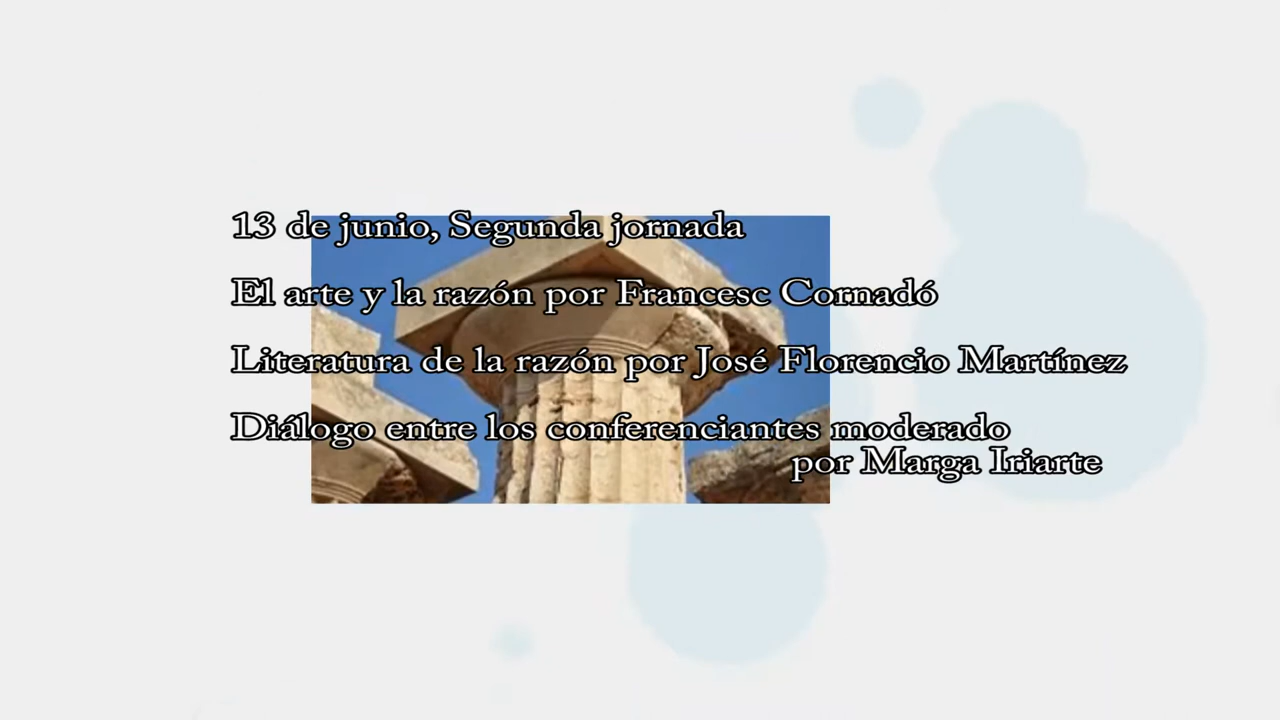 13 de junio, Segunda jornada
El arte y la razón por Francesc Cornadó
Literatura de la razón por José Florencio Martínez
Diálogo entre los conferenciantes moderado
por Marga Iriarte